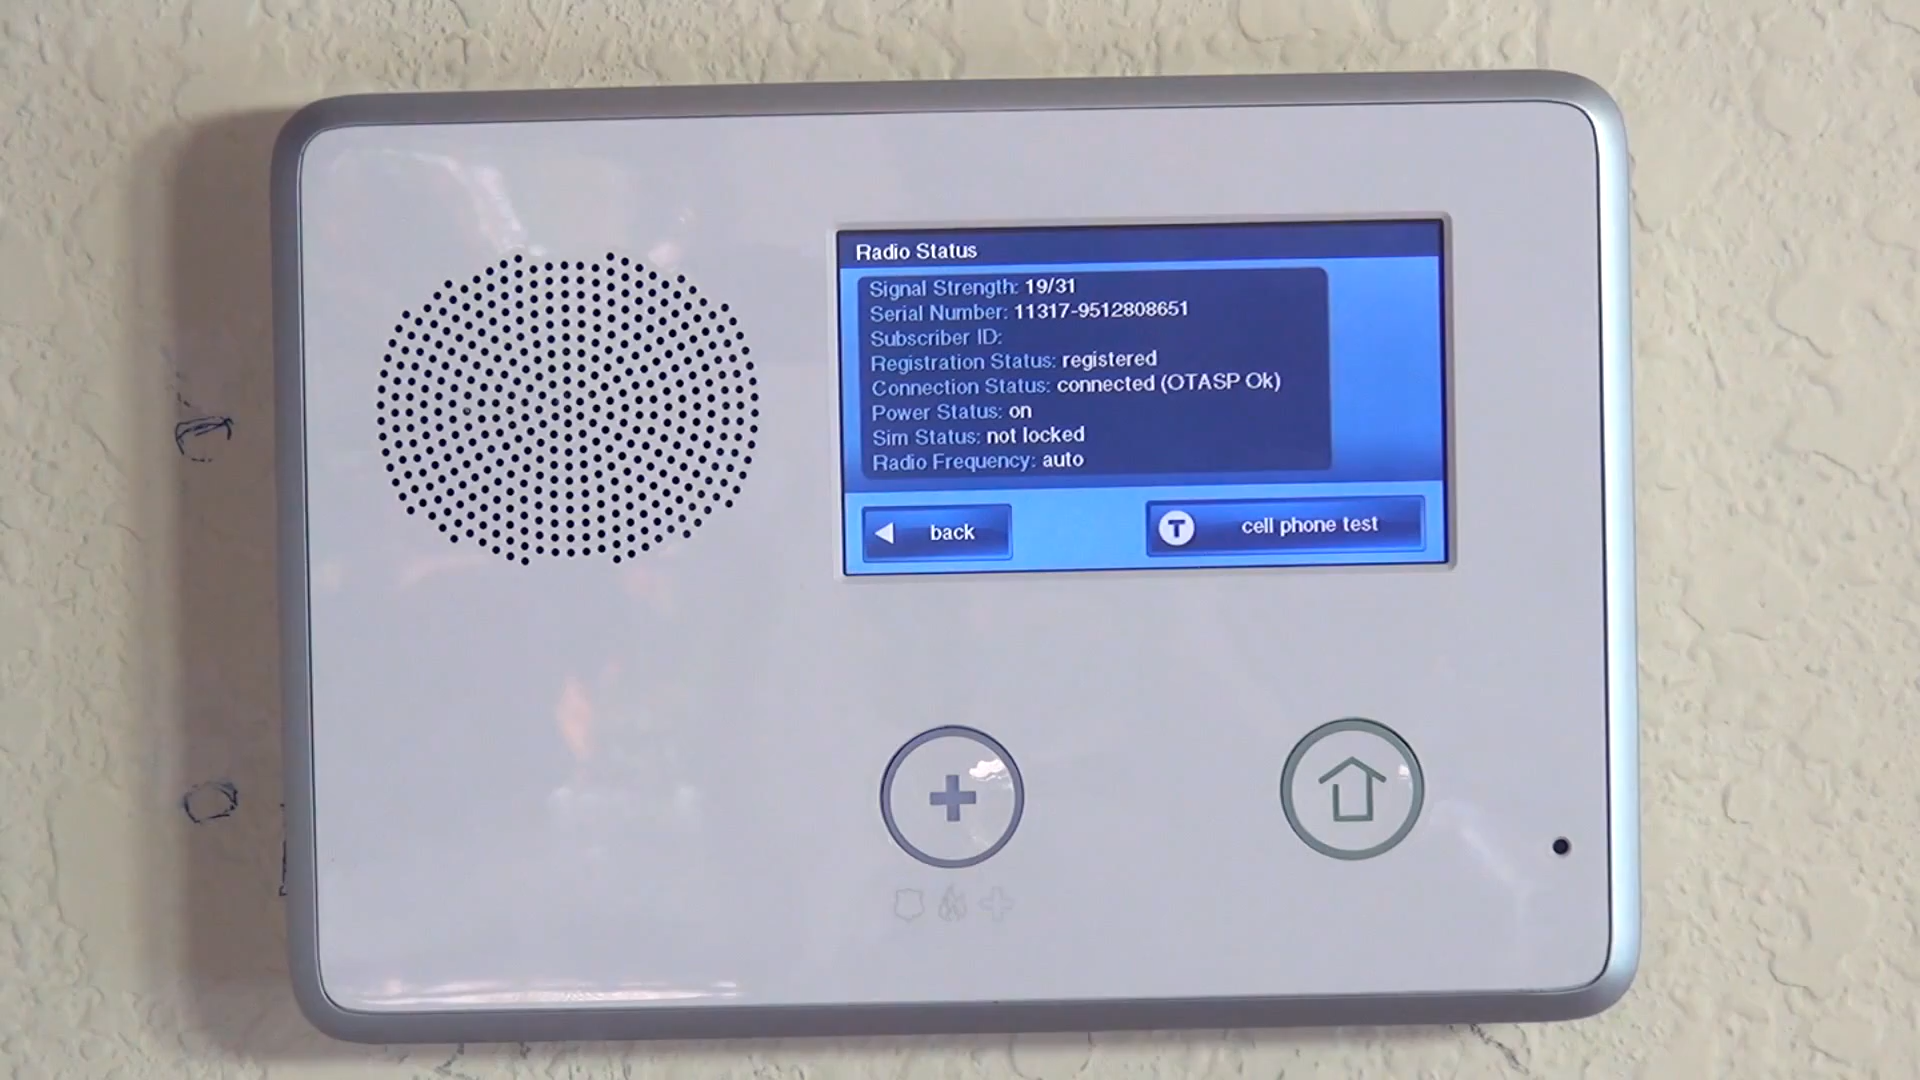 Radio Status
Signal Strength: 19/31
Serial Number: 11317-9512808651
Subscriber ID:
Registration Status: registered
Connection Status: connected (OTASP Ok)
Power Status: on
Sim Status: not locked
Radio Frequency: auto
back
T cell phone test